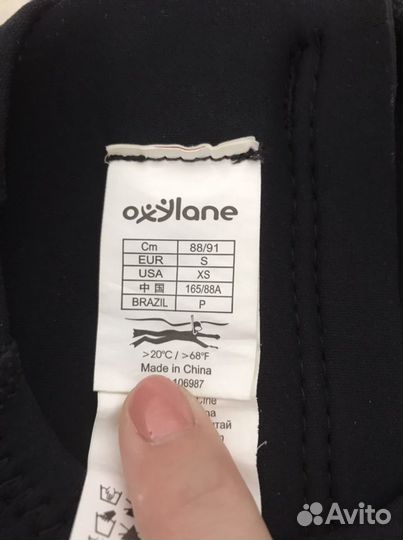 oxylane
Cm 88/91
EUR S
USA XS
中国 165/88A
BRAZIL P
>20°C / >68°F
Made in China
106987
Avito